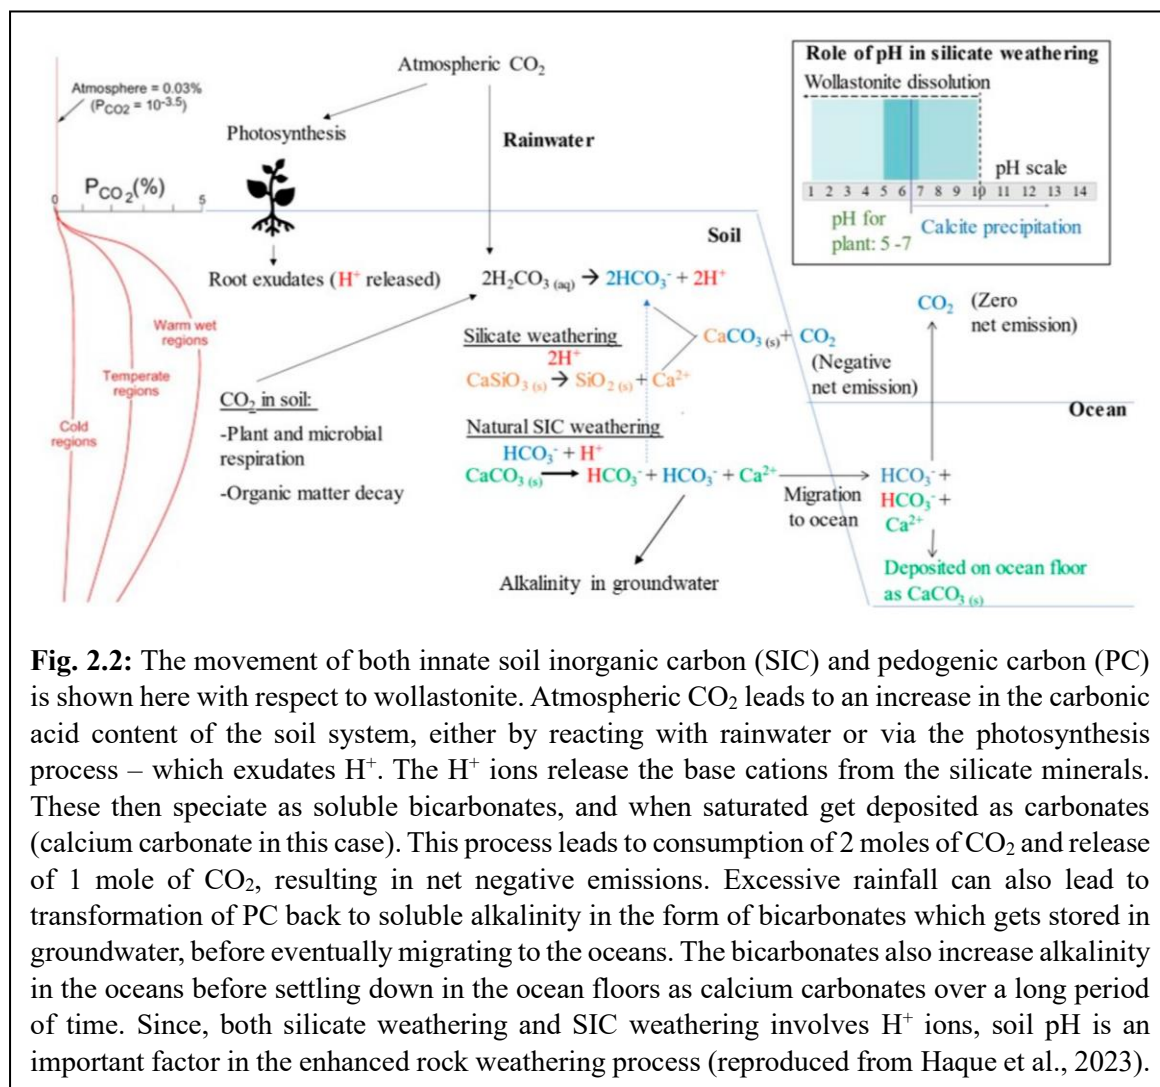 Atmosphere = 0.03%
(P_CO2 = 10^-3.5)
P_CO2(%)
0
5
Cold
regions
Temperate
regions
Warm wet
regions
Atmospheric CO₂
Photosynthesis
Rainwater
Root exudates (H⁺ released)
Soil
2H₂CO₃ (aq) → 2HCO₃⁻ + 2H⁺
Silicate weathering
2H⁺
CaSiO₃ (s) → SiO₂ (s) + Ca²⁺
CaCO₃ (s) + CO₂
(Negative
net emission)
CO₂ in soil:
-Plant and microbial
respiration
-Organic matter decay
Natural SIC weathering
HCO₃⁻ + H⁺
CaCO₃ (s) → HCO₃⁻ + HCO₃⁻ + Ca²⁺
Migration
to ocean
Alkalinity in groundwater
Role of pH in silicate weathering
Wollastonite dissolution
pH scale
1 2 3 4 5 6 7 8 9 10 11 12 13 14
pH for
plant: 5 -7
Calcite precipitation
CO₂
(Zero
net emission)
Ocean
HCO₃⁻ +
HCO₃⁻ +
Ca²⁺
Deposited on ocean floor
as CaCO₃ (s)
Fig. 2.2: The movement of both innate soil inorganic carbon (SIC) and pedogenic carbon (PC)
is shown here with respect to wollastonite. Atmospheric CO₂ leads to an increase in the carbonic
acid content of the soil system, either by reacting with rainwater or via the photosynthesis
process – which exudates H⁺. The H⁺ ions release the base cations from the silicate minerals.
These then speciate as soluble bicarbonates, and when saturated get deposited as carbonates
(calcium carbonate in this case). This process leads to consumption of 2 moles of CO₂ and release
of 1 mole of CO₂, resulting in net negative emissions. Excessive rainfall can also lead to
transformation of PC back to soluble alkalinity in the form of bicarbonates which gets stored in
groundwater, before eventually migrating to the oceans. The bicarbonates also increase alkalinity
in the oceans before settling down in the ocean floors as calcium carbonates over a long period
of time. Since, both silicate weathering and SIC weathering involves H⁺ ions, soil pH is an
important factor in the enhanced rock weathering process (reproduced from Haque et al., 2023).